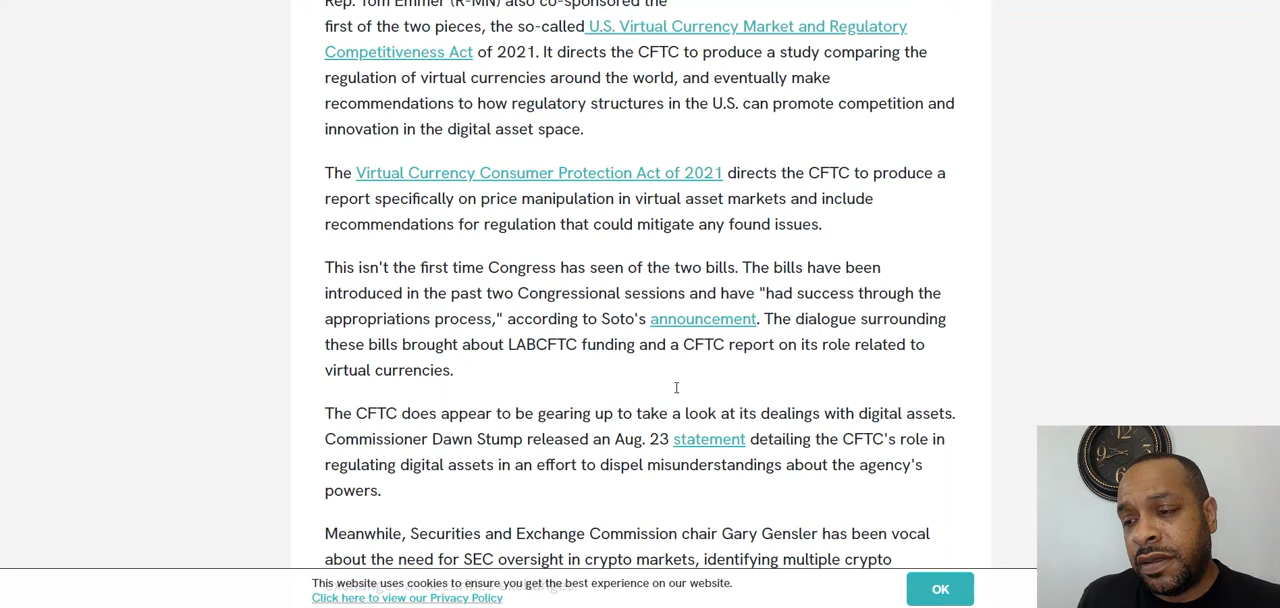 Rep. Tom Emmer (R-MN) also co-sponsored the
first of the two pieces, the so-called U.S. Virtual Currency Market and Regulatory
Competitiveness Act of 2021. It directs the CFTC to produce a study comparing the
regulation of virtual currencies around the world, and eventually make
recommendations to how regulatory structures in the U.S. can promote competition and
innovation in the digital asset space.
The Virtual Currency Consumer Protection Act of 2021 directs the CFTC to produce a
report specifically on price manipulation in virtual asset markets and include
recommendations for regulation that could mitigate any found issues.
This isn't the first time Congress has seen of the two bills. The bills have been
introduced in the past two Congressional sessions and have "had success through the
appropriations process," according to Soto's announcement. The dialogue surrounding
these bills brought about LABCFTC funding and a CFTC report on its role related to
virtual currencies.
The CFTC does appear to be gearing up to take a look at its dealings with digital assets.
Commissioner Dawn Stump released an Aug. 23 statement detailing the CFTC's role in
regulating digital assets in an effort to dispel misunderstandings about the agency's
powers.
Meanwhile, Securities and Exchange Commission chair Gary Gensler has been vocal
about the need for SEC oversight in crypto markets, identifying multiple crypto
This website uses cookies to ensure you get the best experience on our website.
Click here to view our Privacy Policy
OK
12
3
6
9